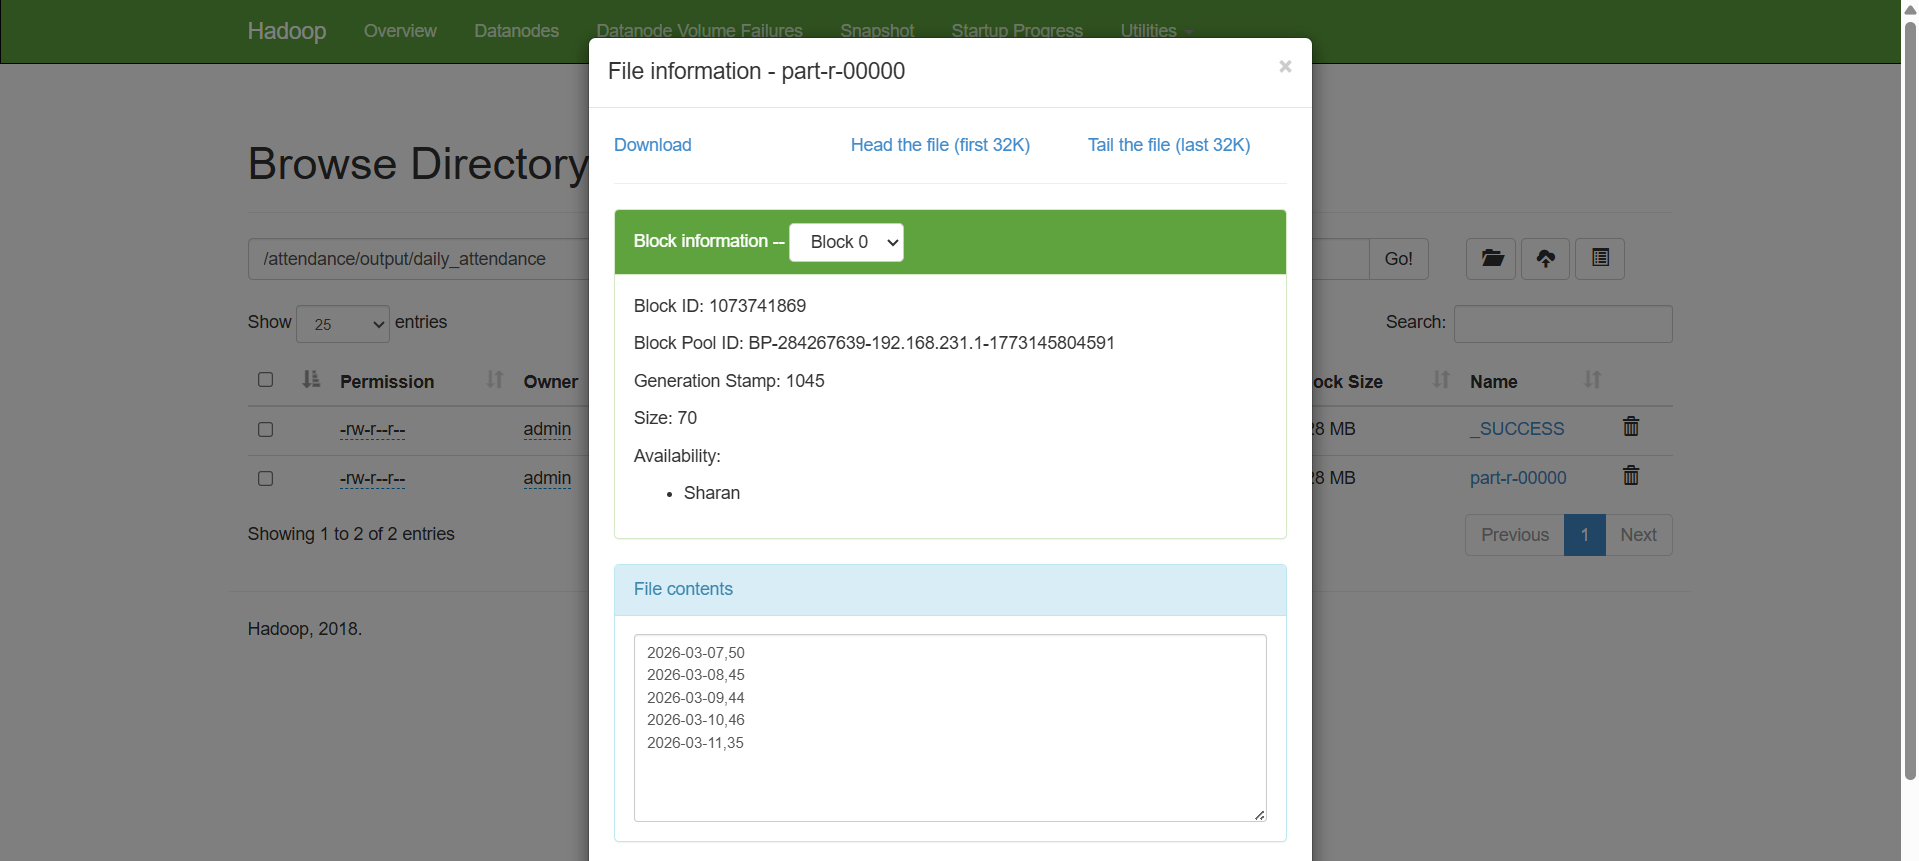 Hadoop Overview Datanodes Datanode Volume Failures Snapshot Startup Progress Utilities
File information - part-r-00000 ×
Download Head the file (first 32K) Tail the file (last 32K)
Browse Directory
Block information -- Block 0
/attendance/output/daily_attendance Go!
Block ID: 1073741869
Show 25 entries Search:
Block Pool ID: BP-284267639-192.168.231.1-1773145804591
Permission Owner ock Size Name
Generation Stamp: 1045
Size: 70
-rw-r--r-- admin 28 MB _SUCCESS
Availability:
-rw-r--r-- admin 28 MB part-r-00000
• Sharan
Showing 1 to 2 of 2 entries Previous 1 Next
File contents
Hadoop, 2018.
2026-03-07,50
2026-03-08,45
2026-03-09,44
2026-03-10,46
2026-03-11,35